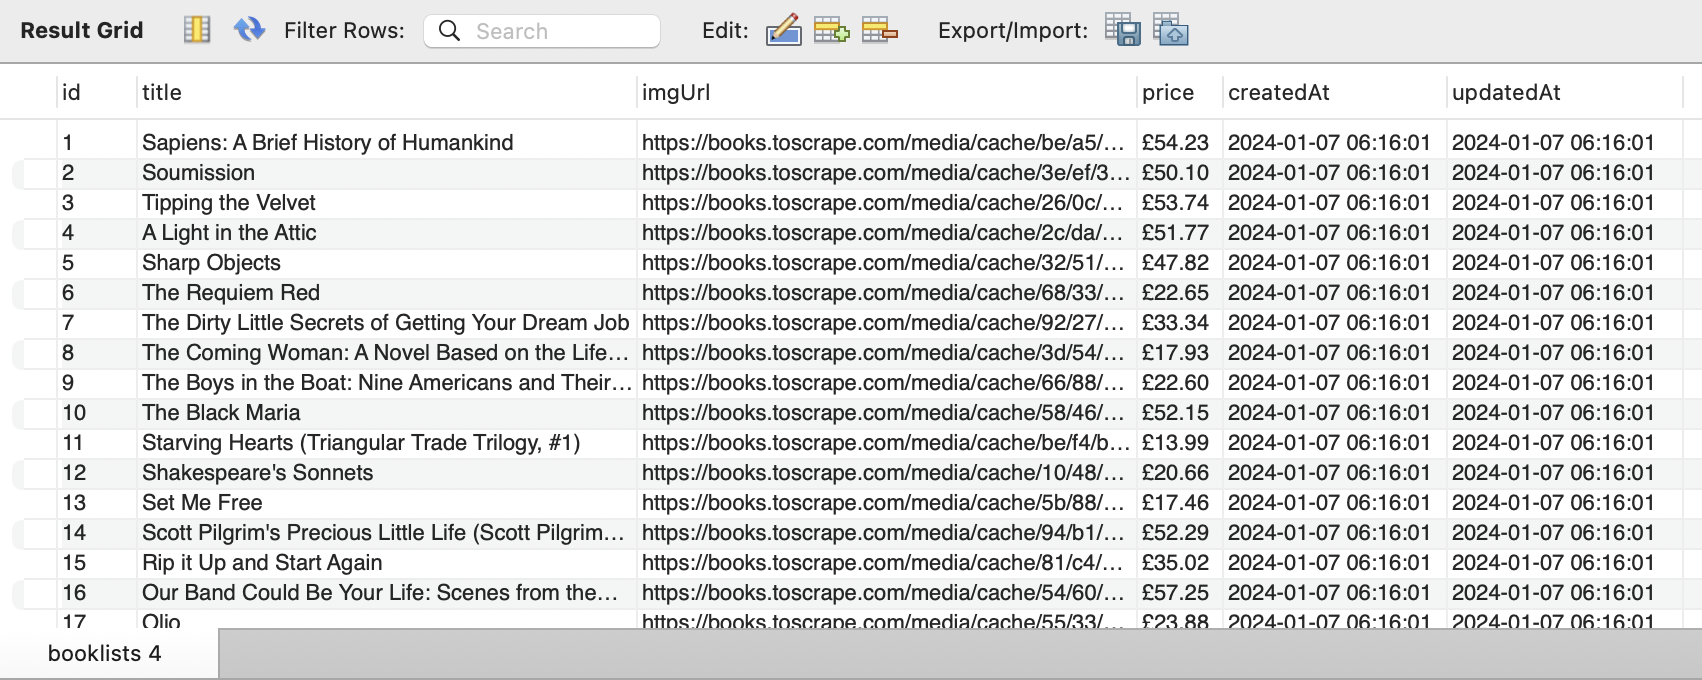 Result Grid Filter Rows: Search Edit: Export/Import:
id title imgUrl price createdAt updatedAt
1 Sapiens: A Brief History of Humankind https://books.toscrape.com/media/cache/be/a5/... £54.23 2024-01-07 06:16:01 2024-01-07 06:16:01
2 Soumission https://books.toscrape.com/media/cache/3e/ef/3... £50.10 2024-01-07 06:16:01 2024-01-07 06:16:01
3 Tipping the Velvet https://books.toscrape.com/media/cache/26/0c/... £53.74 2024-01-07 06:16:01 2024-01-07 06:16:01
4 A Light in the Attic https://books.toscrape.com/media/cache/2c/da/... £51.77 2024-01-07 06:16:01 2024-01-07 06:16:01
5 Sharp Objects https://books.toscrape.com/media/cache/32/51/... £47.82 2024-01-07 06:16:01 2024-01-07 06:16:01
6 The Requiem Red https://books.toscrape.com/media/cache/68/33/... £22.65 2024-01-07 06:16:01 2024-01-07 06:16:01
7 The Dirty Little Secrets of Getting Your Dream Job https://books.toscrape.com/media/cache/92/27/... £33.34 2024-01-07 06:16:01 2024-01-07 06:16:01
8 The Coming Woman: A Novel Based on the Life... https://books.toscrape.com/media/cache/3d/54/... £17.93 2024-01-07 06:16:01 2024-01-07 06:16:01
9 The Boys in the Boat: Nine Americans and Their... https://books.toscrape.com/media/cache/66/88/... £22.60 2024-01-07 06:16:01 2024-01-07 06:16:01
10 The Black Maria https://books.toscrape.com/media/cache/58/46/... £52.15 2024-01-07 06:16:01 2024-01-07 06:16:01
11 Starving Hearts (Triangular Trade Trilogy, #1) https://books.toscrape.com/media/cache/be/f4/b... £13.99 2024-01-07 06:16:01 2024-01-07 06:16:01
12 Shakespeare's Sonnets https://books.toscrape.com/media/cache/10/48/... £20.66 2024-01-07 06:16:01 2024-01-07 06:16:01
13 Set Me Free https://books.toscrape.com/media/cache/5b/88/... £17.46 2024-01-07 06:16:01 2024-01-07 06:16:01
14 Scott Pilgrim's Precious Little Life (Scott Pilgrim... https://books.toscrape.com/media/cache/94/b1/... £52.29 2024-01-07 06:16:01 2024-01-07 06:16:01
15 Rip it Up and Start Again https://books.toscrape.com/media/cache/81/c4/... £35.02 2024-01-07 06:16:01 2024-01-07 06:16:01
16 Our Band Could Be Your Life: Scenes from the... https://books.toscrape.com/media/cache/54/60/... £57.25 2024-01-07 06:16:01 2024-01-07 06:16:01
17 Olio https://books.toscrape.com/media/cache/55/33/... £23.88 2024-01-07 06:16:01 2024-01-07 06:16:01
booklists 4